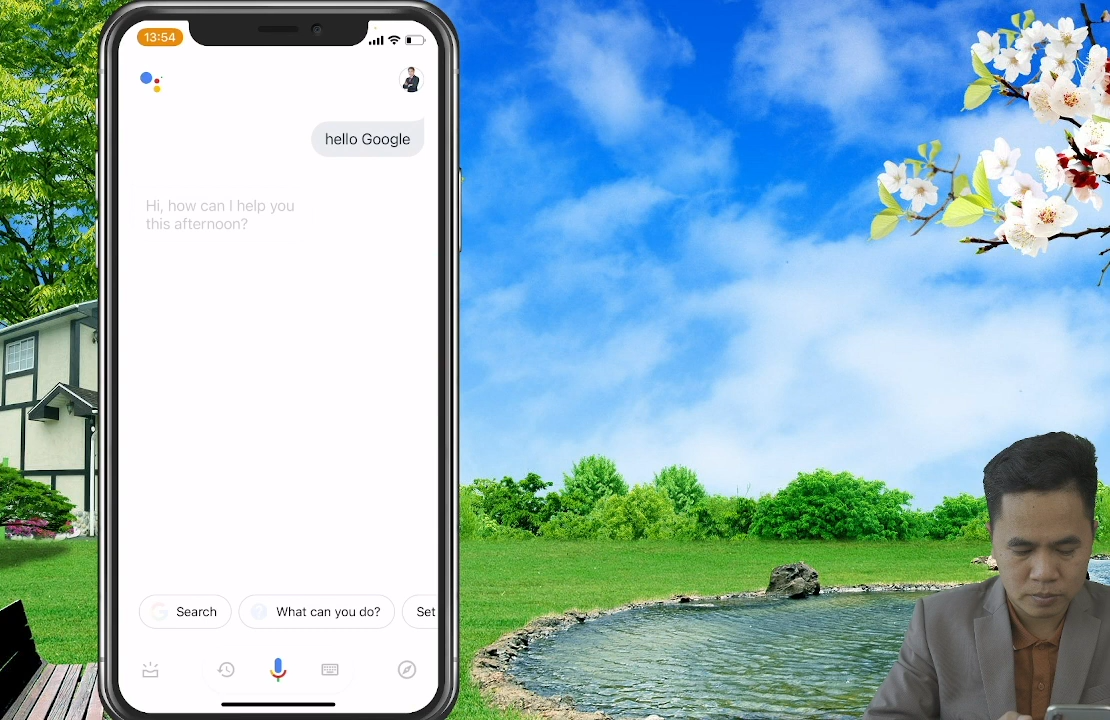 13:54
hello Google
Hi, how can I help you
this afternoon?
Search
What can you do?
Set